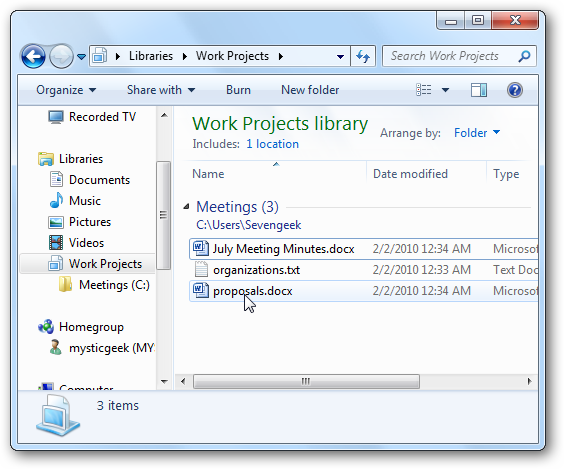 Libraries
Work Projects
Search Work Projects
Organize
Share with
Burn
New folder
Recorded TV
Libraries
Documents
Music
Pictures
Videos
Work Projects
Meetings (C:)
Homegroup
mysticgeek (MYS
Computer
Work Projects library
Includes: 1 location
Arrange by: Folder
Name Date modified Type
Meetings (3)
C:\Users\Sevengeek
July Meeting Minutes.docx 2/2/2010 12:34 AM Microsof
organizations.txt 2/2/2010 12:33 AM Text Doc
proposals.docx 2/2/2010 12:34 AM Microsof
3 items